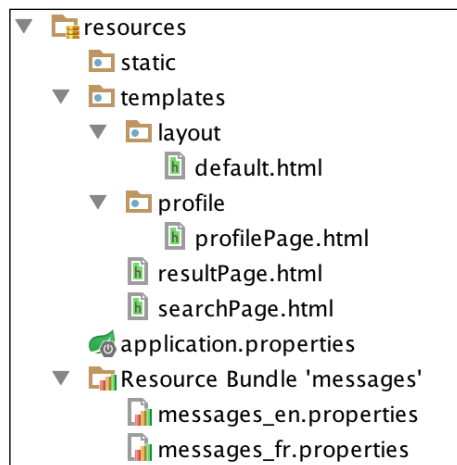 resources
static
templates
layout
default.html
profile
profilePage.html
resultPage.html
searchPage.html
application.properties
Resource Bundle 'messages'
messages_en.properties
messages_fr.properties